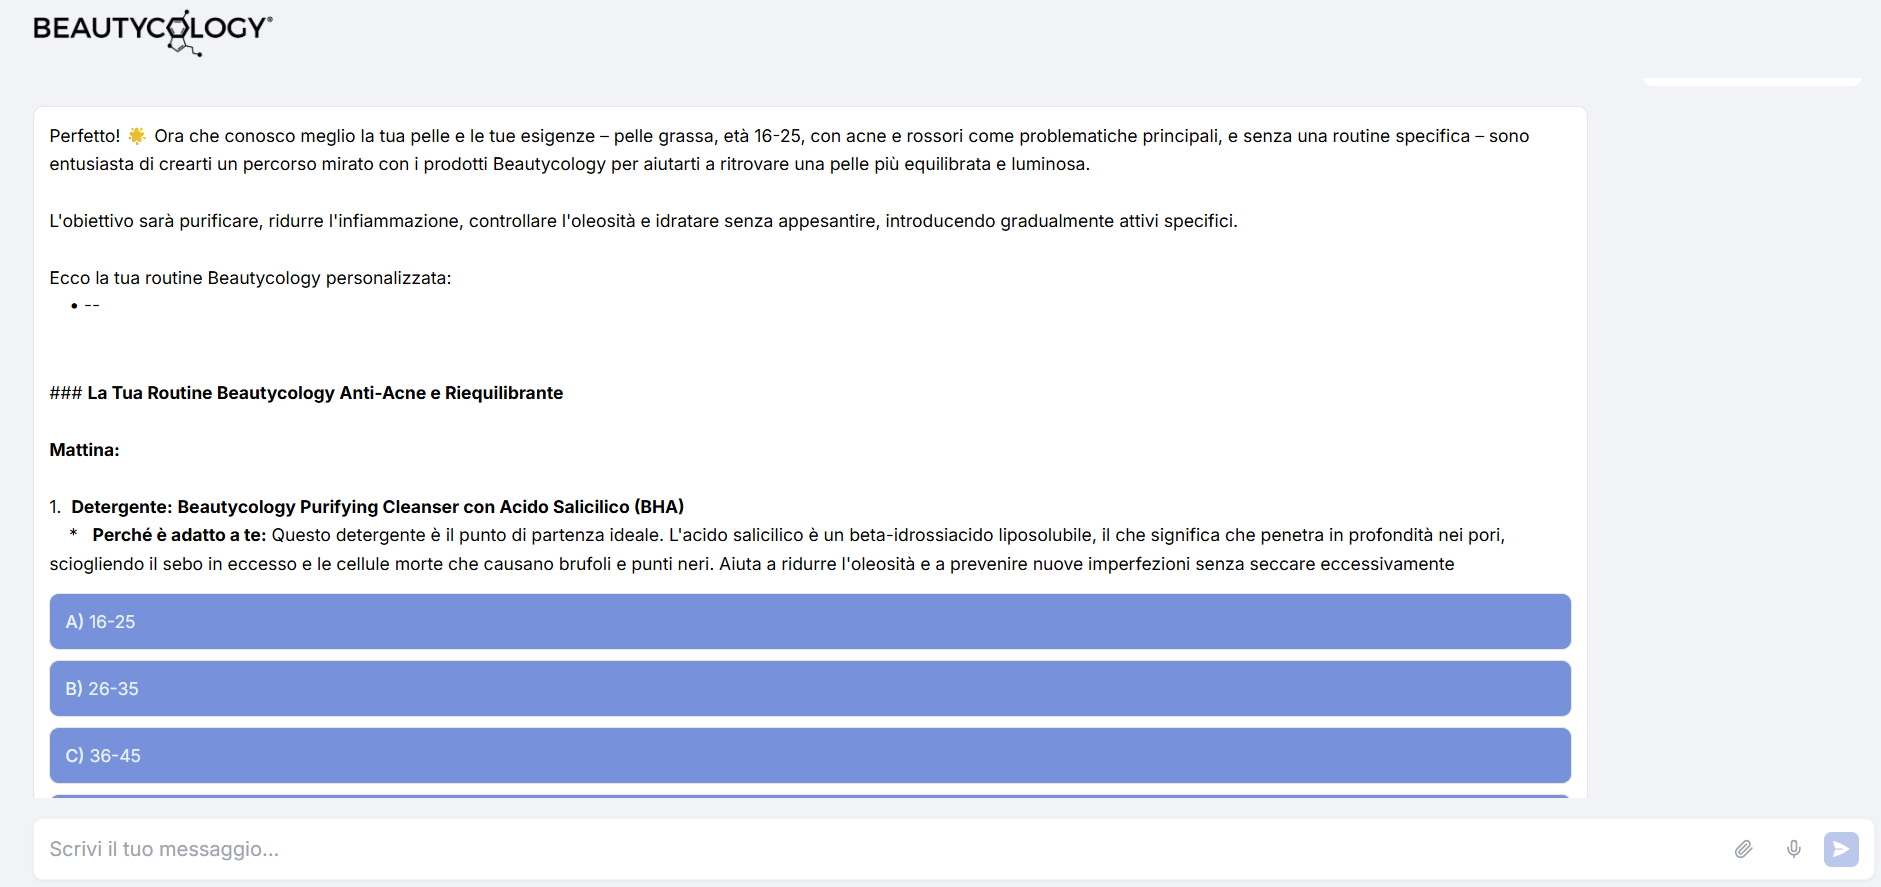 BEAUTYCOLOGY®
Perfetto! 🌟 Ora che conosco meglio la tua pelle e le tue esigenze – pelle grassa, età 16-25, con acne e rossori come problematiche principali, e senza una routine specifica – sono
entusiasta di crearti un percorso mirato con i prodotti Beautycology per aiutarti a ritrovare una pelle più equilibrata e luminosa.
L'obiettivo sarà purificare, ridurre l'infiammazione, controllare l'oleosità e idratare senza appesantire, introducendo gradualmente attivi specifici.
Ecco la tua routine Beautycology personalizzata:
• --
### La Tua Routine Beautycology Anti-Acne e Riequilibrante
Mattina:
1. Detergente: Beautycology Purifying Cleanser con Acido Salicilico (BHA)
* Perché è adatto a te: Questo detergente è il punto di partenza ideale. L'acido salicilico è un beta-idrossiacido liposolubile, il che significa che penetra in profondità nei pori,
sciogliendo il sebo in eccesso e le cellule morte che causano brufoli e punti neri. Aiuta a ridurre l'oleosità e a prevenire nuove imperfezioni senza seccare eccessivamente
A) 16-25
B) 26-35
C) 36-45
Scrivi il tuo messaggio...